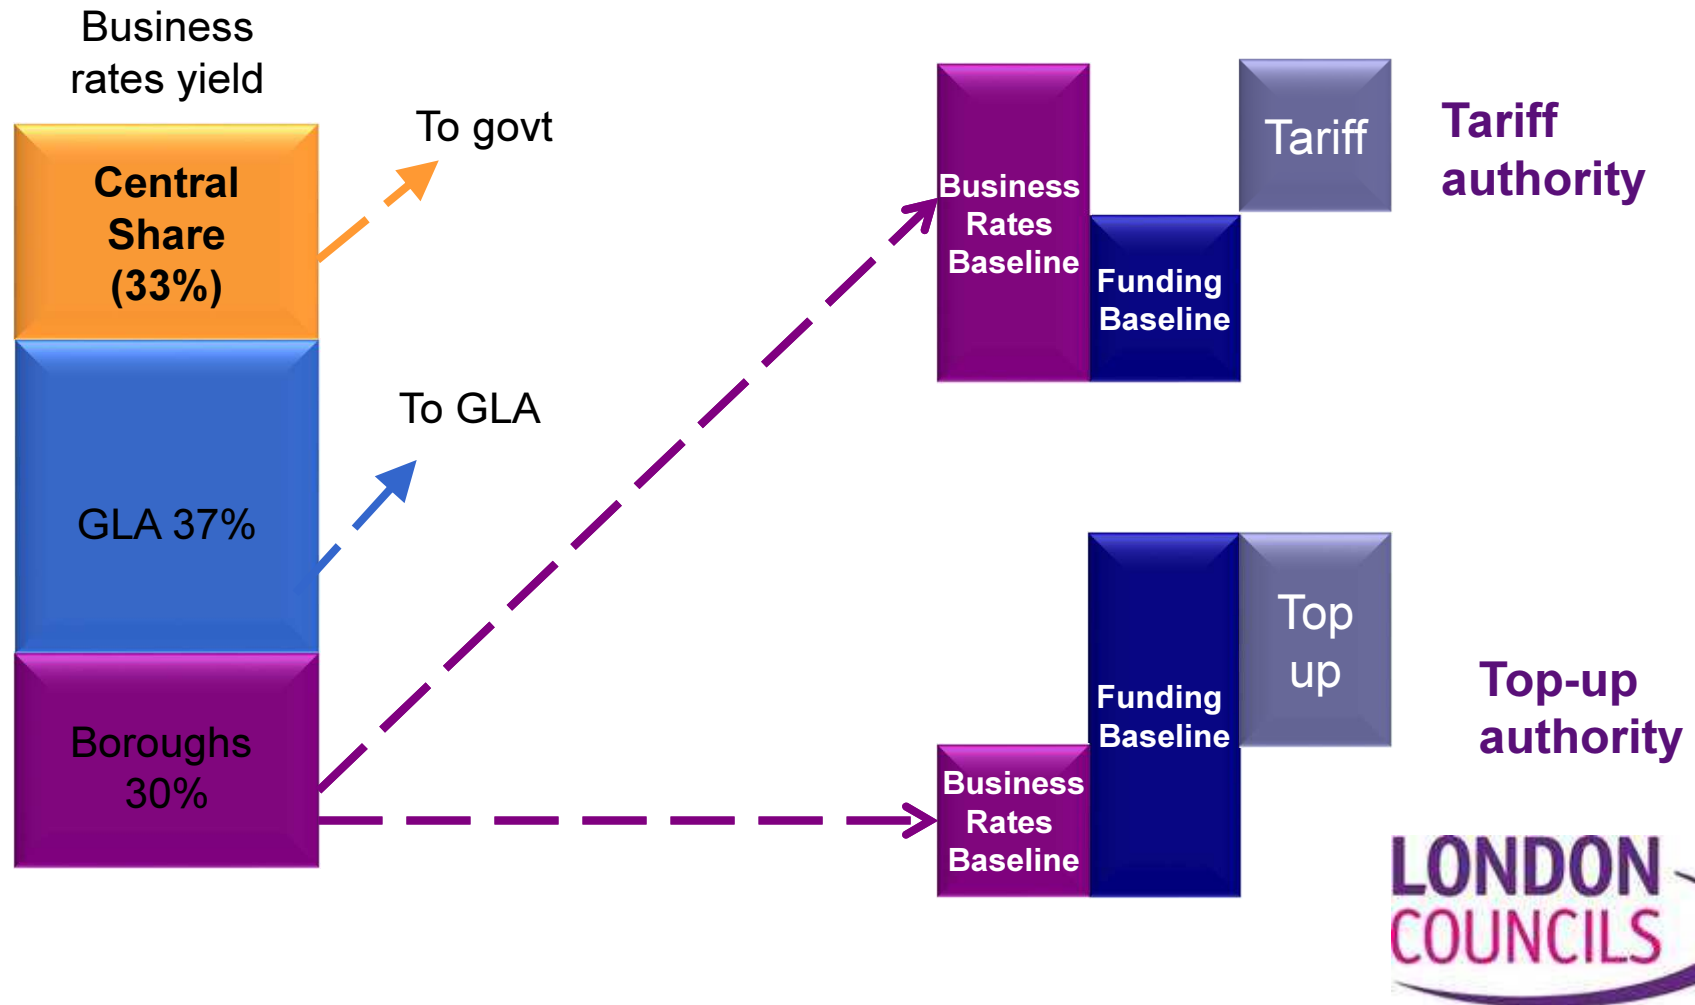 Business
rates yield
Central
Share
(33%)
To govt
GLA 37%
To GLA
Boroughs
30%
Business
Rates
Baseline
Funding
Baseline
Tariff
Tariff
authority
Business
Rates
Baseline
Funding
Baseline
Top
up
Top-up
authority
LONDON
COUNCILS